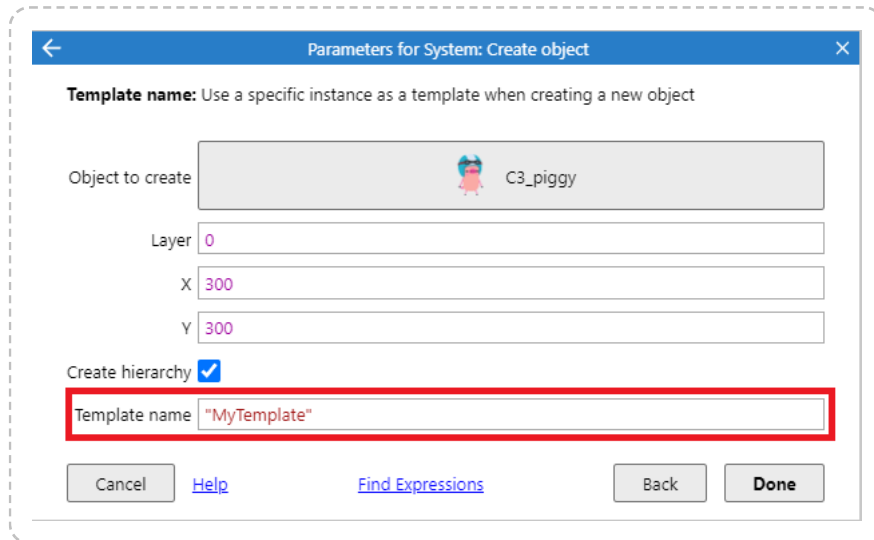 Parameters for System: Create object
Template name: Use a specific instance as a template when creating a new object
Object to create C3_piggy
Layer 0
X 300
Y 300
Create hierarchy
Template name "MyTemplate"
Cancel Help Find Expressions Back Done